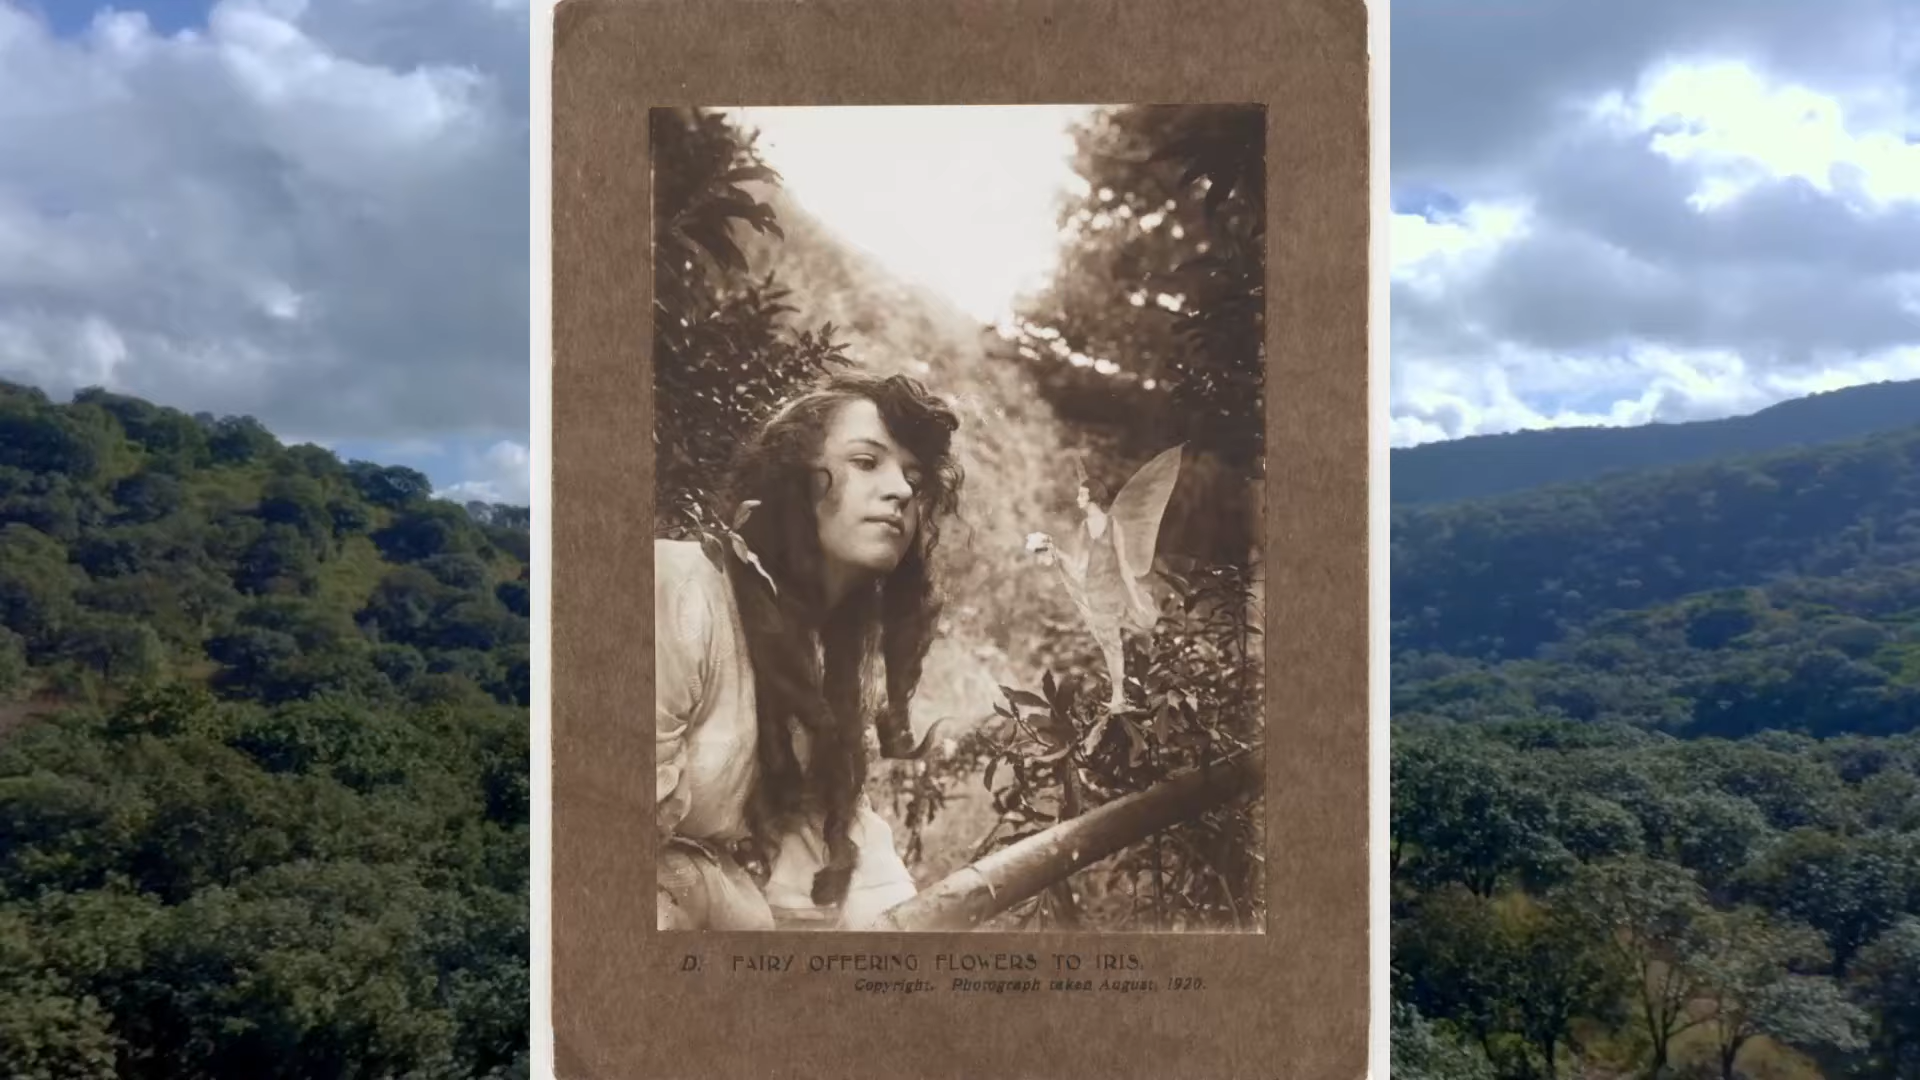 D. FAIRY OFFERING FLOWERS TO IRIS.
Copyright. Photograph taken August, 1920.